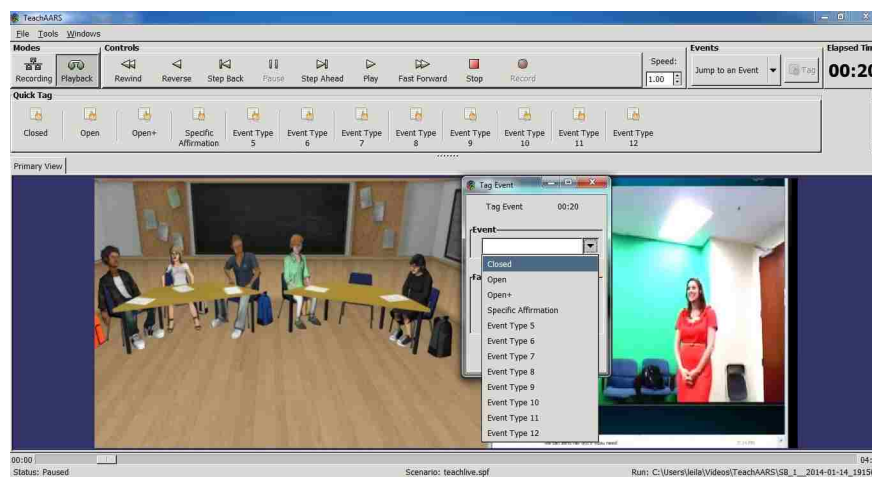 TeachAARS
File Tools Windows
Modes Controls Events Elapsed Tim
Recording Playback Rewind Reverse Step Back Pause Step Ahead Play Fast Forward Stop Record Speed: 1.00 Jump to an Event Tag 00:20
Quick Tag
Closed Open Open+ Specific Affirmation Event Type 5 Event Type 6 Event Type 7 Event Type 8 Event Type 9 Event Type 10 Event Type 11 Event Type 12
Primary View
Tag Event
Tag Event 00:20
Event
Closed
Fa
Open
Open+
Specific Affirmation
Event Type 5
Event Type 6
Event Type 7
Event Type 8
Event Type 9
Event Type 10
Event Type 11
Event Type 12
00:00 04:
Status: Paused Scenario: teachlive.spf Run: C:\Users\leila\Videos\TeachAARS\SB_1__2014-01-14_1915